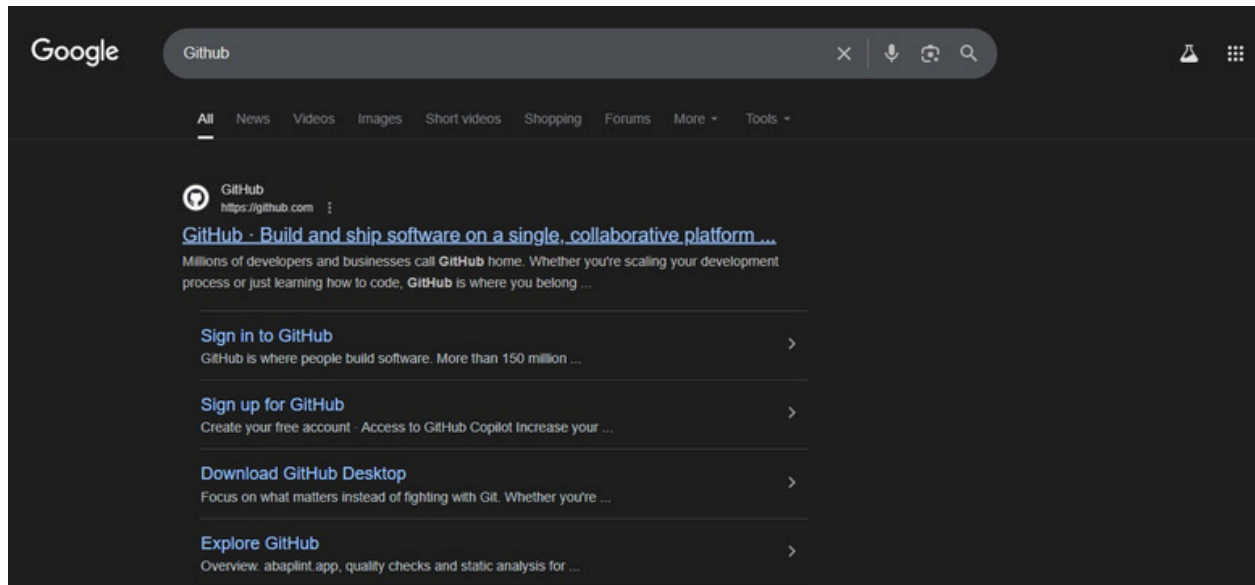 Google
Github
All News Videos Images Short videos Shopping Forums More Tools
GitHub
https://github.com
GitHub · Build and ship software on a single, collaborative platform ...
Millions of developers and businesses call GitHub home. Whether you're scaling your development
process or just learning how to code, GitHub is where you belong ...
Sign in to GitHub
GitHub is where people build software. More than 150 million ...
Sign up for GitHub
Create your free account · Access to GitHub Copilot Increase your ...
Download GitHub Desktop
Focus on what matters instead of fighting with Git. Whether you're ...
Explore GitHub
Overview. abaplint.app, quality checks and static analysis for ...